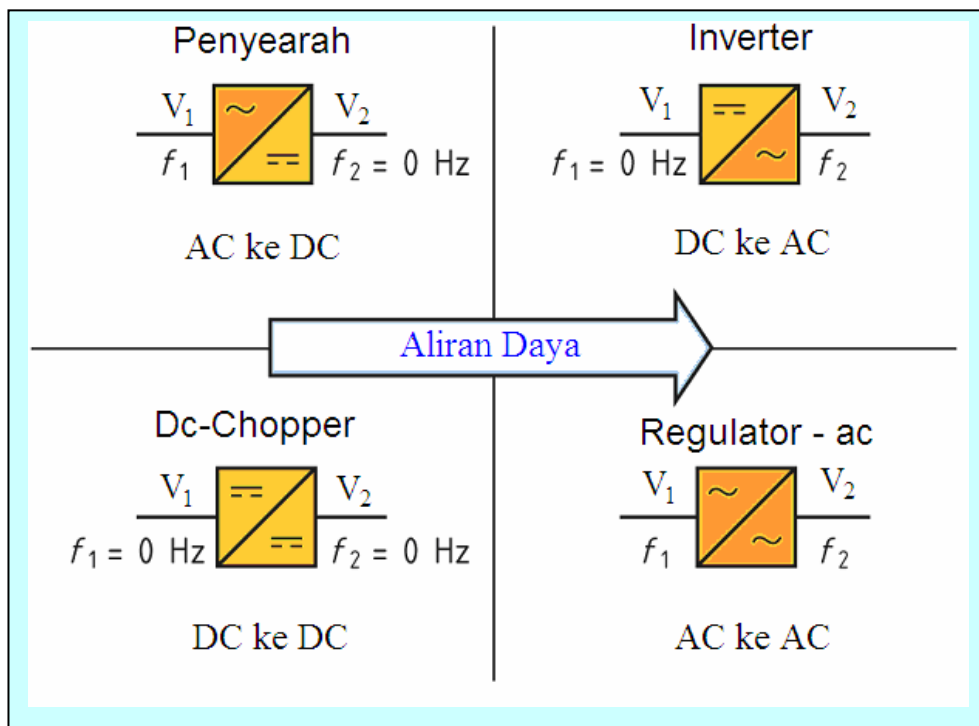 Penyearah
V₁ V₂
f₁ f₂ = 0 Hz
AC ke DC
Inverter
V₁ V₂
f₁ = 0 Hz f₂
DC ke AC
Aliran Daya
Dc-Chopper
V₁ V₂
f₁ = 0 Hz f₂ = 0 Hz
DC ke DC
Regulator - ac
V₁ V₂
f₁ f₂
AC ke AC